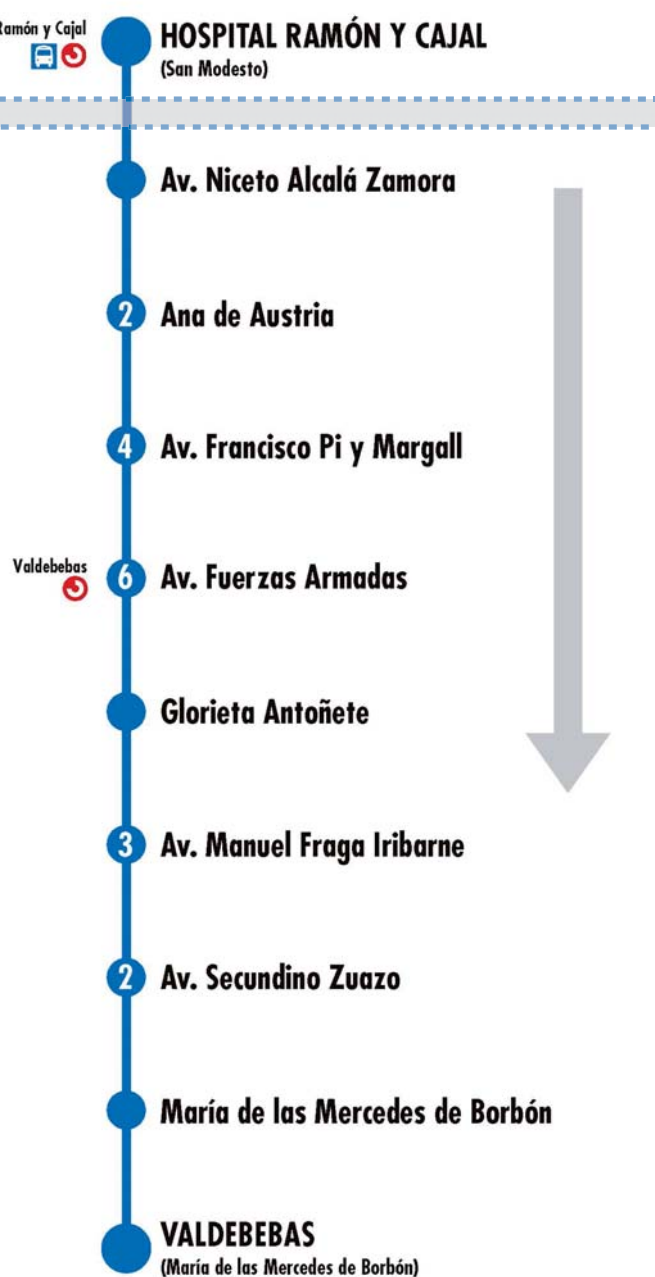 Ramón y Cajal
HOSPITAL RAMÓN Y CAJAL
(San Modesto)
Av. Niceto Alcalá Zamora
2 Ana de Austria
4 Av. Francisco Pi y Margall
Valdebebas
6 Av. Fuerzas Armadas
Glorieta Antoñete
3 Av. Manuel Fraga Iribarne
2 Av. Secundino Zuazo
María de las Mercedes de Borbón
VALDEBEBAS
(María de las Mercedes de Borbón)